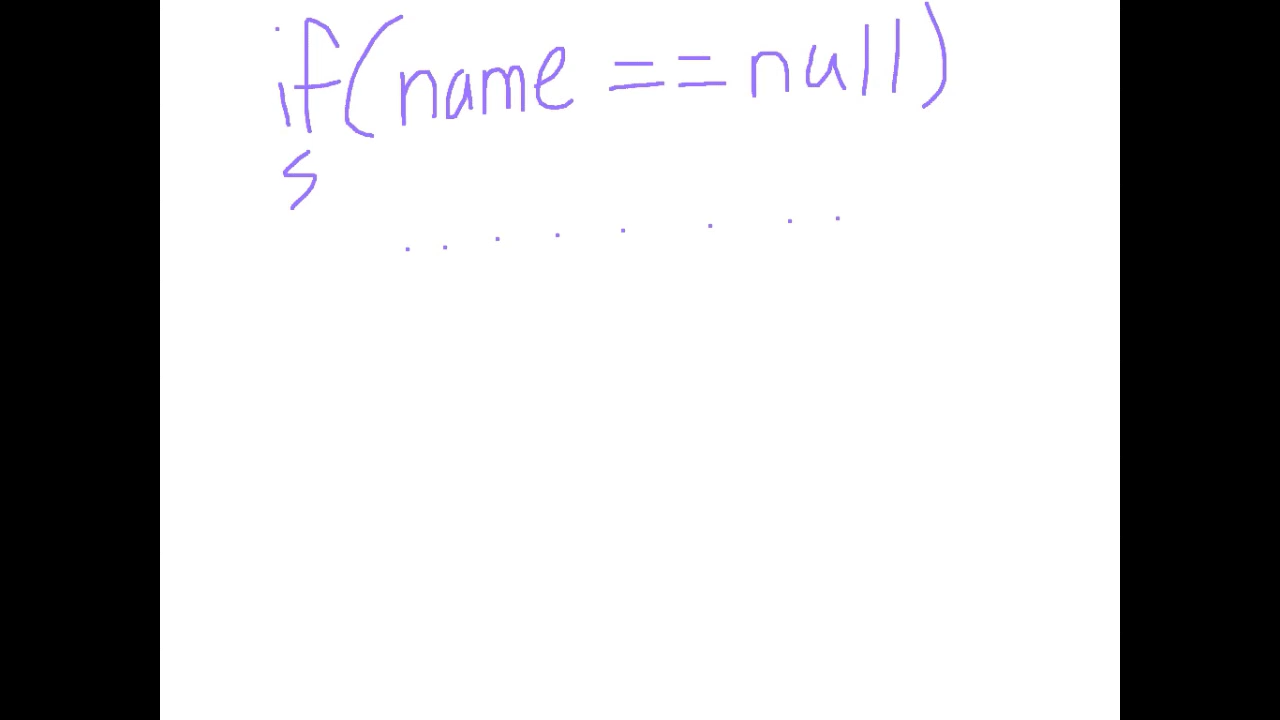 if(name == null)
{
........